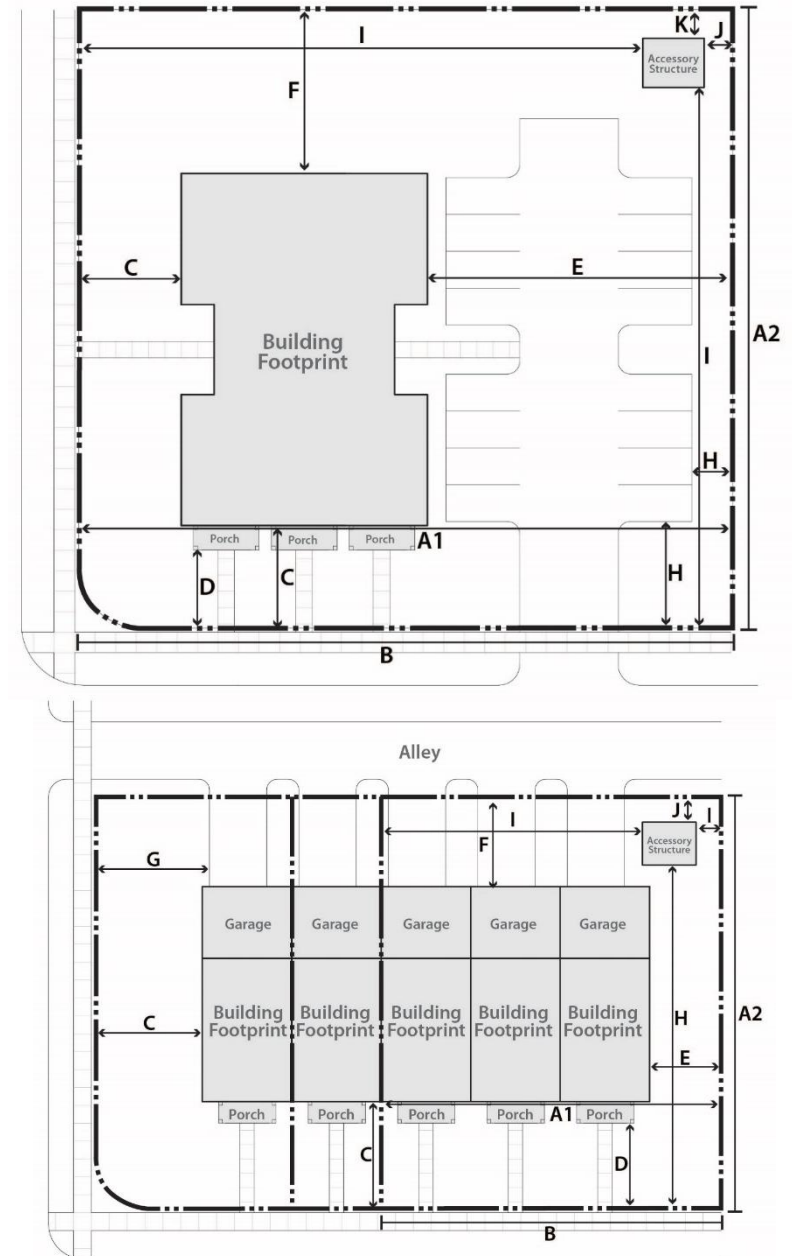 K
J
I
Accessory
Structure
F
C
E
Building
Footprint
A2
I
H
Porch
Porch
Porch
A1
D
C
H
B
Alley
J
I
I
Accessory
Structure
F
G
Garage
Garage
Garage
Garage
Garage
Building
Footprint
Building
Footprint
Building
Footprint
Building
Footprint
Building
Footprint
C
H
A2
E
Porch
Porch
Porch
Porch
Porch
A1
C
D
B